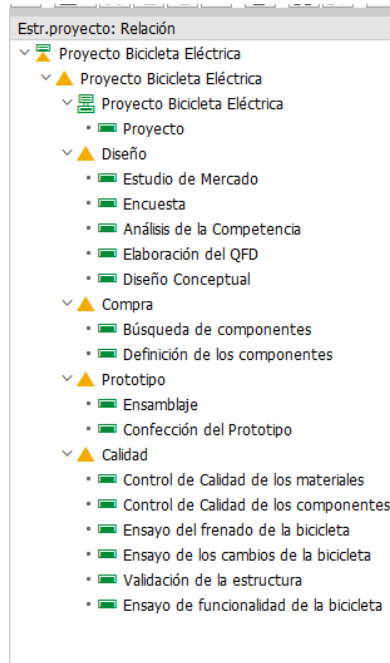 Estr.proyecto: Relación
Proyecto Bicicleta Eléctrica
Proyecto Bicicleta Eléctrica
Proyecto Bicicleta Eléctrica
Proyecto
Diseño
Estudio de Mercado
Encuesta
Análisis de la Competencia
Elaboración del QFD
Diseño Conceptual
Compra
Búsqueda de componentes
Definición de los componentes
Prototipo
Ensamblaje
Confección del Prototipo
Calidad
Control de Calidad de los materiales
Control de Calidad de los componentes
Ensayo del frenado de la bicicleta
Ensayo de los cambios de la bicicleta
Validación de la estructura
Ensayo de funcionalidad de la bicicleta